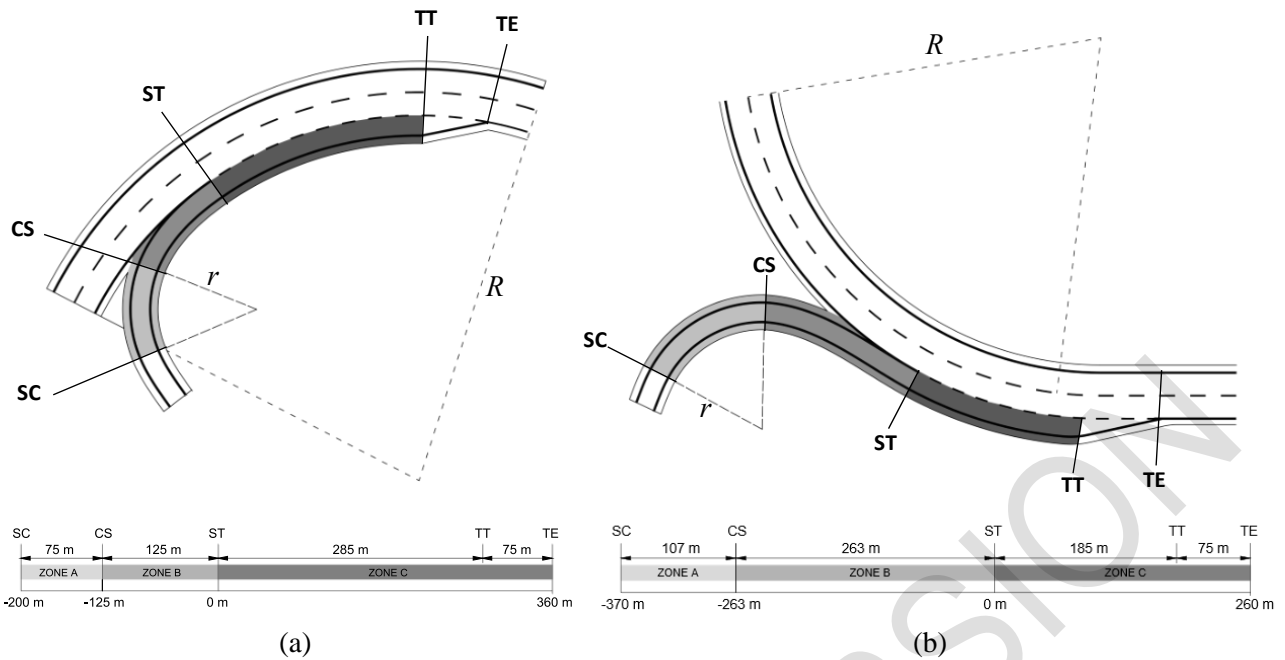 TT
TE
ST
CS
r
R
SC
R
CS
SC
r
ST
TT
TE
SC CS ST TT TE
75 m 125 m 285 m 75 m
ZONE A ZONE B ZONE C
-200 m -125 m 0 m 360 m
(a)
SC CS ST TT TE
107 m 263 m 185 m 75 m
ZONE A ZONE B ZONE C
-370 m -263 m 0 m 260 m
(b)
RSION